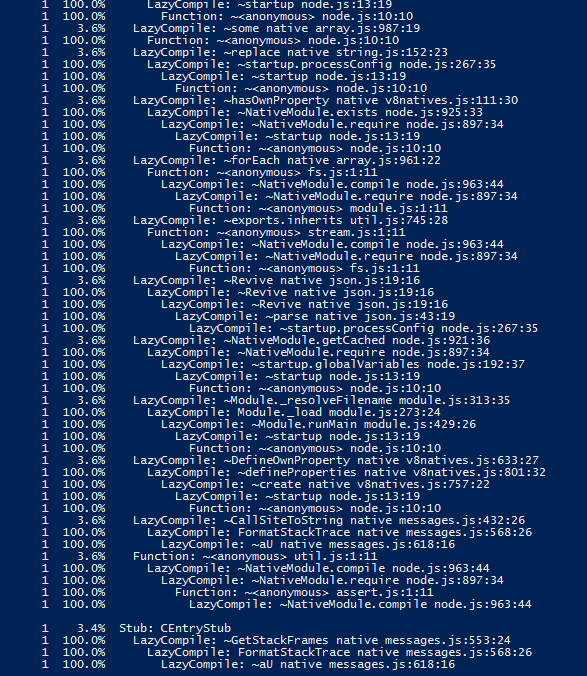 1 100.0% LazyCompile: ~startup node.js:13:19
1 100.0% Function: ~<anonymous> node.js:10:10
1 3.6% LazyCompile: ~some native array.js:987:19
1 100.0% Function: ~<anonymous> node.js:10:10
1 3.6% LazyCompile: ~replace native string.js:152:23
1 100.0% LazyCompile: ~startup.processConfig node.js:267:35
1 100.0% LazyCompile: ~startup node.js:13:19
1 100.0% Function: ~<anonymous> node.js:10:10
1 3.6% LazyCompile: ~hasOwnProperty native v8natives.js:111:30
1 100.0% LazyCompile: ~NativeModule.exists node.js:925:33
1 100.0% LazyCompile: ~NativeModule.require node.js:897:34
1 100.0% LazyCompile: ~startup node.js:13:19
1 100.0% Function: ~<anonymous> node.js:10:10
1 3.6% LazyCompile: ~forEach native array.js:961:22
1 100.0% Function: ~<anonymous> fs.js:1:11
1 100.0% LazyCompile: ~NativeModule.compile node.js:963:44
1 100.0% LazyCompile: ~NativeModule.require node.js:897:34
1 100.0% Function: ~<anonymous> module.js:1:11
1 3.6% LazyCompile: ~exports.inherits util.js:745:28
1 100.0% Function: ~<anonymous> stream.js:1:11
1 100.0% LazyCompile: ~NativeModule.compile node.js:963:44
1 100.0% LazyCompile: ~NativeModule.require node.js:897:34
1 100.0% Function: ~<anonymous> fs.js:1:11
1 3.6% LazyCompile: ~Revive native json.js:19:16
1 100.0% LazyCompile: ~Revive native json.js:19:16
1 100.0% LazyCompile: ~Revive native json.js:19:16
1 100.0% LazyCompile: ~parse native json.js:43:19
1 100.0% LazyCompile: ~startup.processConfig node.js:267:35
1 3.6% LazyCompile: ~NativeModule.getCached node.js:921:36
1 100.0% LazyCompile: ~NativeModule.require node.js:897:34
1 100.0% LazyCompile: ~startup.globalVariables node.js:192:37
1 100.0% LazyCompile: ~startup node.js:13:19
1 100.0% Function: ~<anonymous> node.js:10:10
1 3.6% LazyCompile: ~Module._resolveFilename module.js:313:35
1 100.0% LazyCompile: Module._load module.js:273:24
1 100.0% LazyCompile: ~Module.runMain module.js:429:26
1 100.0% LazyCompile: ~startup node.js:13:19
1 100.0% Function: ~<anonymous> node.js:10:10
1 3.6% LazyCompile: ~DefineOwnProperty native v8natives.js:633:27
1 100.0% LazyCompile: ~defineProperties native v8natives.js:801:32
1 100.0% LazyCompile: ~create native v8natives.js:757:22
1 100.0% LazyCompile: ~startup node.js:13:19
1 100.0% Function: ~<anonymous> node.js:10:10
1 3.6% LazyCompile: ~CallSiteToString native messages.js:432:26
1 100.0% LazyCompile: FormatStackTrace native messages.js:568:26
1 100.0% LazyCompile: ~aU native messages.js:618:16
1 3.6% Function: ~<anonymous> util.js:1:11
1 100.0% LazyCompile: ~NativeModule.compile node.js:963:44
1 100.0% LazyCompile: ~NativeModule.require node.js:897:34
1 100.0% Function: ~<anonymous> assert.js:1:11
1 100.0% LazyCompile: ~NativeModule.compile node.js:963:44
1 3.4% Stub: CEntryStub
1 100.0% LazyCompile: ~GetStackFrames native messages.js:553:24
1 100.0% LazyCompile: FormatStackTrace native messages.js:568:26
1 100.0% LazyCompile: ~aU native messages.js:618:16